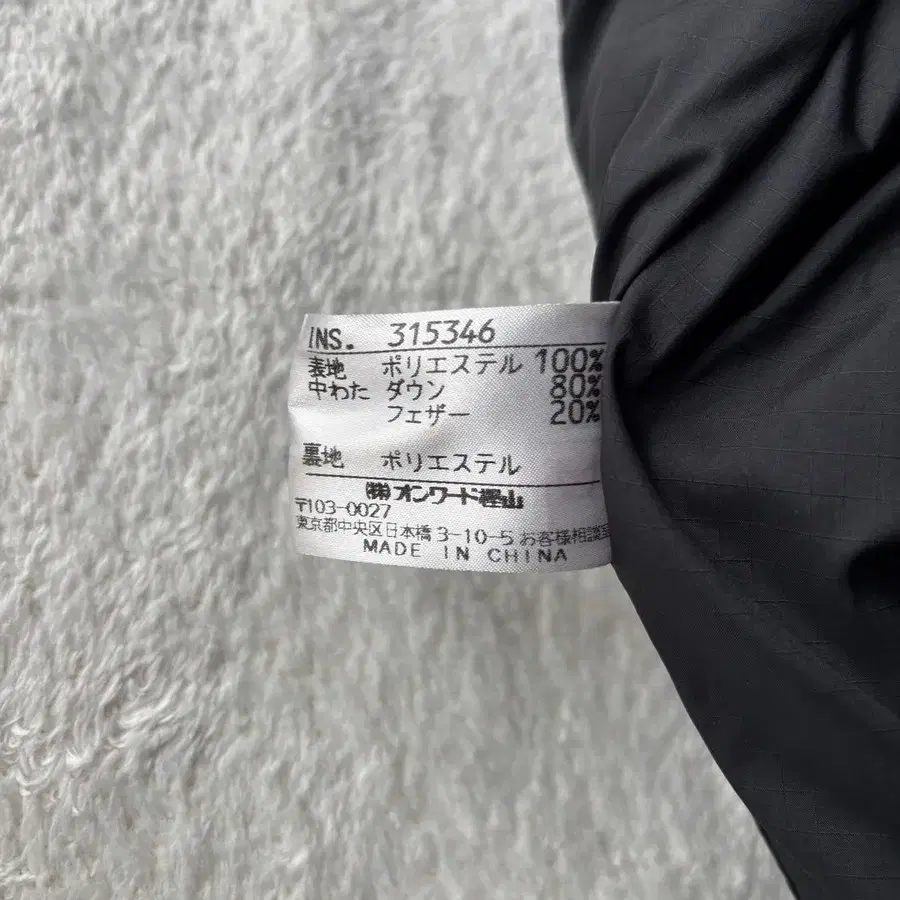 INS. 315346
表地 ポリエステル 100%
中わた ダウン 80%
フェザー 20%
裏地 ポリエステル
㈱オンワード樫山
〒103-0027
東京都中央区日本橋3-10-5 お客様相談室
MADE IN CHINA